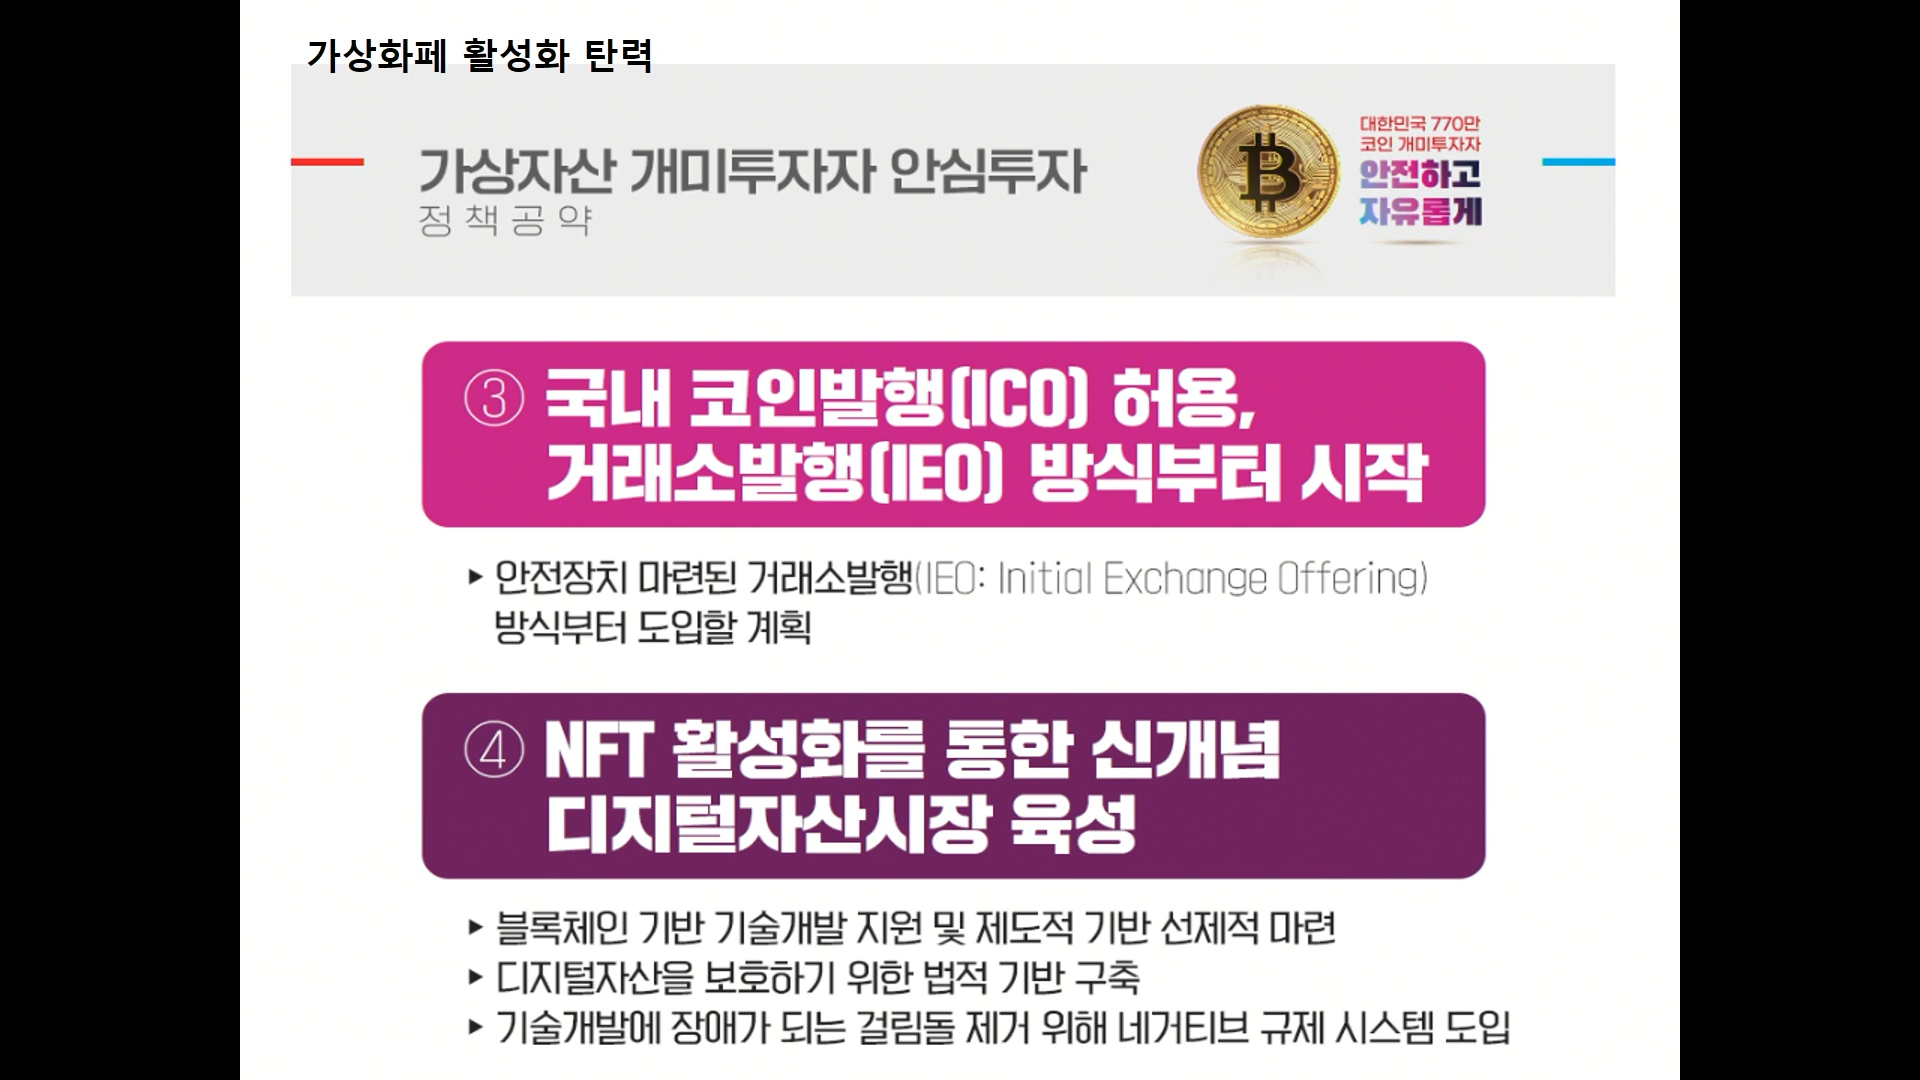 가상화페 활성화 탄력
가상자산 개미투자자 안심투자
정책공약
대한민국 770만
코인 개미투자자
안전하고
자유롭게
③ 국내 코인발행(ICO) 허용,
거래소발행(IEO) 방식부터 시작
▸ 안전장치 마련된 거래소발행(IEO: Initial Exchange Offering)
방식부터 도입할 계획
④ NFT 활성화를 통한 신개념
디지털자산시장 육성
▸ 블록체인 기반 기술개발 지원 및 제도적 기반 선제적 마련
▸ 디지털자산을 보호하기 위한 법적 기반 구축
▸ 기술개발에 장애가 되는 걸림돌 제거 위해 네거티브 규제 시스템 도입